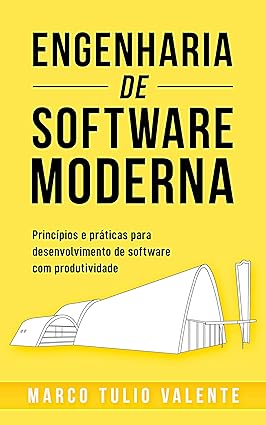 ENGENHARIA
DE
SOFTWARE
MODERNA
Princípios e práticas para
desenvolvimento de software
com produtividade
MARCO TULIO VALENTE